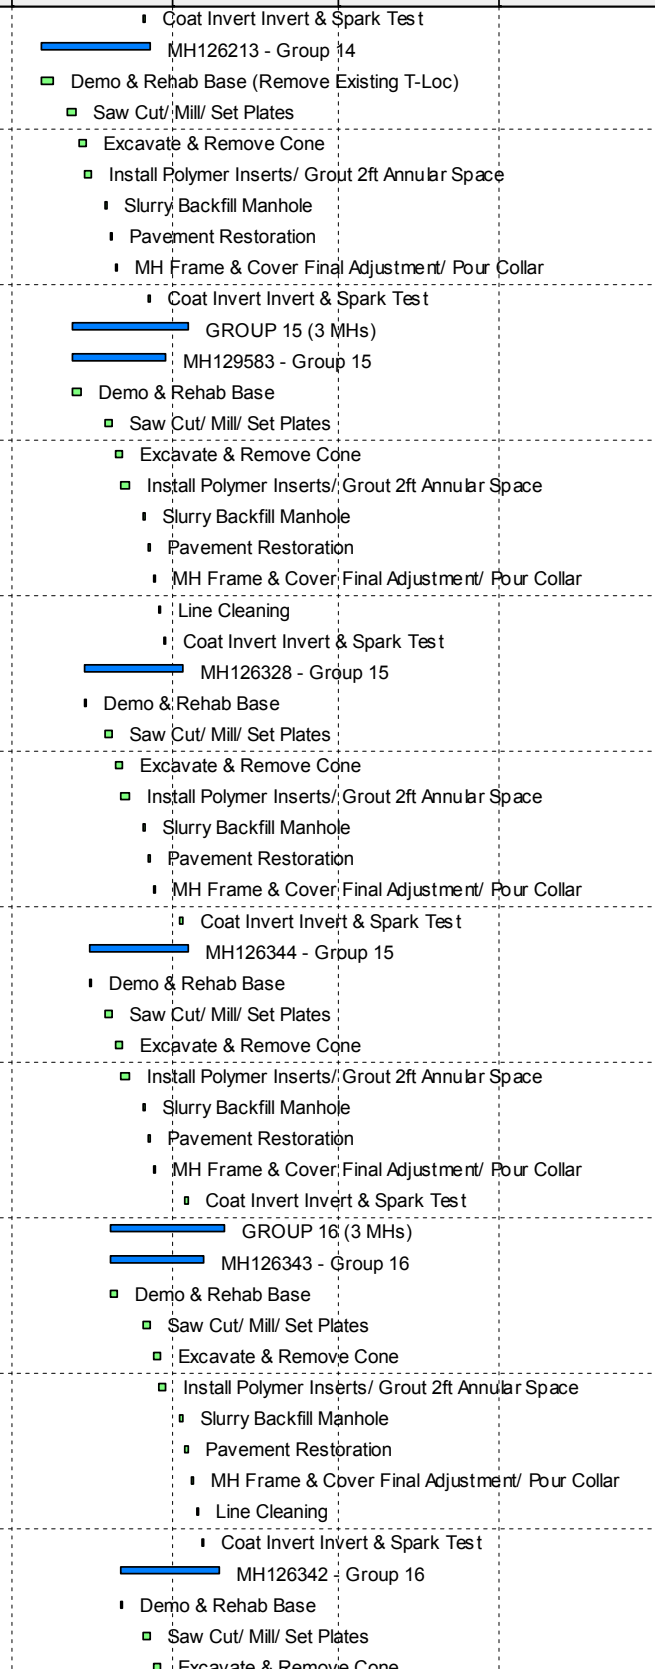 Coat Invert Invert & Spark Test
MH126213 - Group 14
Demo & Rehab Base (Remove Existing T-Loc)
Saw Cut/ Mill/ Set Plates
Excavate & Remove Cone
Install Polymer Inserts/ Grout 2ft Annular Space
Slurry Backfill Manhole
Pavement Restoration
MH Frame & Cover Final Adjustment/ Pour Collar
Coat Invert Invert & Spark Test
GROUP 15 (3 MHs)
MH129583 - Group 15
Demo & Rehab Base
Saw Cut/ Mill/ Set Plates
Excavate & Remove Cone
Install Polymer Inserts/ Grout 2ft Annular Space
Slurry Backfill Manhole
Pavement Restoration
MH Frame & Cover Final Adjustment/ Pour Collar
Line Cleaning
Coat Invert Invert & Spark Test
MH126328 - Group 15
Demo & Rehab Base
Saw Cut/ Mill/ Set Plates
Excavate & Remove Cone
Install Polymer Inserts/ Grout 2ft Annular Space
Slurry Backfill Manhole
Pavement Restoration
MH Frame & Cover Final Adjustment/ Pour Collar
Coat Invert Invert & Spark Test
MH126344 - Group 15
Demo & Rehab Base
Saw Cut/ Mill/ Set Plates
Excavate & Remove Cone
Install Polymer Inserts/ Grout 2ft Annular Space
Slurry Backfill Manhole
Pavement Restoration
MH Frame & Cover Final Adjustment/ Pour Collar
Coat Invert Invert & Spark Test
GROUP 16 (3 MHs)
MH126343 - Group 16
Demo & Rehab Base
Saw Cut/ Mill/ Set Plates
Excavate & Remove Cone
Install Polymer Inserts/ Grout 2ft Annular Space
Slurry Backfill Manhole
Pavement Restoration
MH Frame & Cover Final Adjustment/ Pour Collar
Line Cleaning
Coat Invert Invert & Spark Test
MH126342 - Group 16
Demo & Rehab Base
Saw Cut/ Mill/ Set Plates
Excavate & Remove Cone